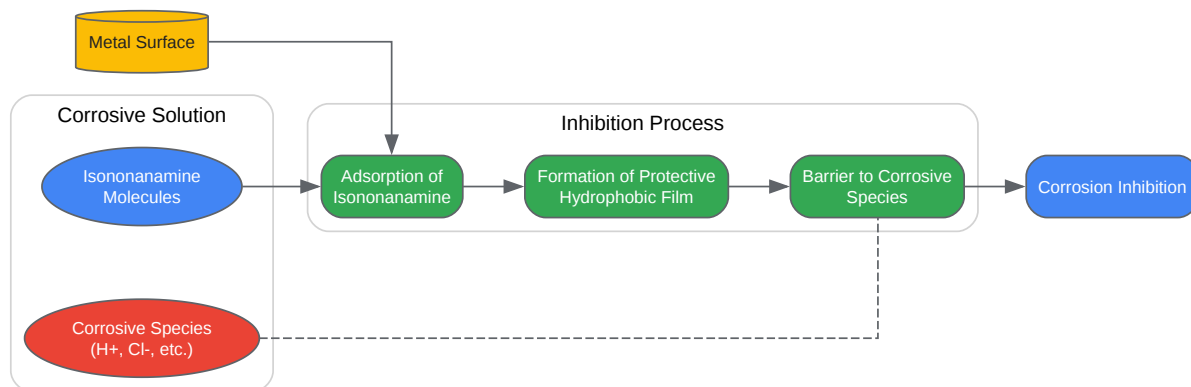 Metal Surface
Corrosive Solution
Inhibition Process
Isononanamine
Molecules
Adsorption of
Isononanamine
Formation of Protective
Hydrophobic Film
Barrier to Corrosive
Species
Corrosion Inhibition
Corrosive Species
(H+, Cl-, etc.)